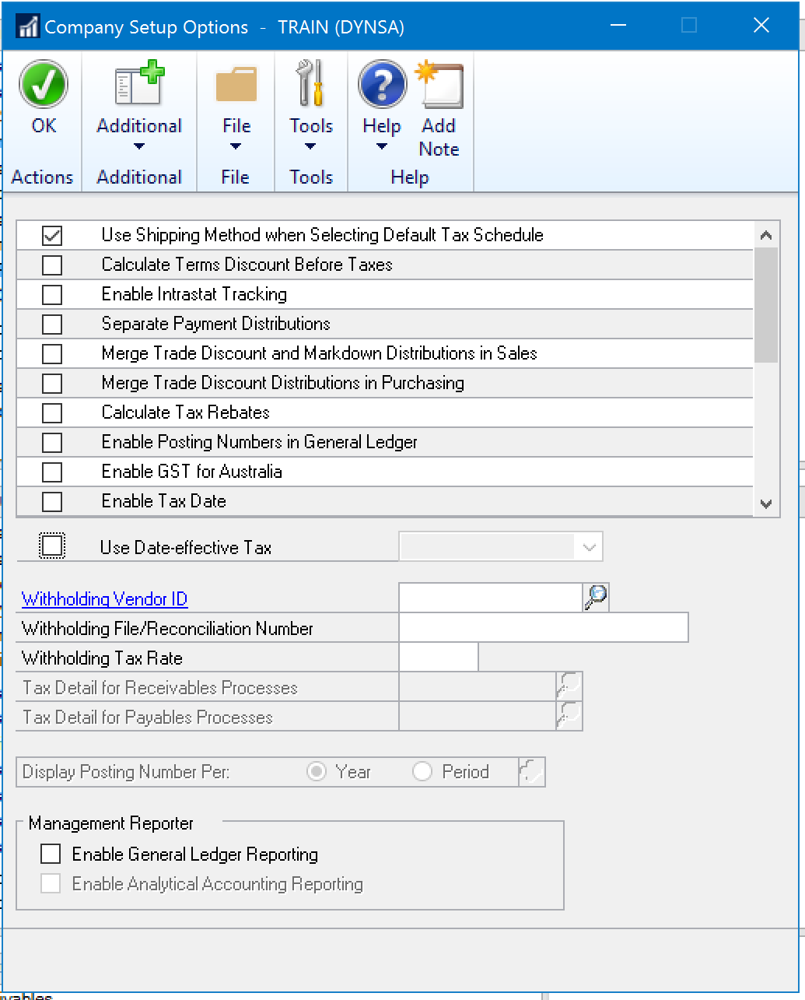 Company Setup Options - TRAIN (DYNSA)
OK
Additional
File
Tools
Help
Add Note
Actions
Additional
File
Tools
Help
Use Shipping Method when Selecting Default Tax Schedule
Calculate Terms Discount Before Taxes
Enable Intrastat Tracking
Separate Payment Distributions
Merge Trade Discount and Markdown Distributions in Sales
Merge Trade Discount Distributions in Purchasing
Calculate Tax Rebates
Enable Posting Numbers in General Ledger
Enable GST for Australia
Enable Tax Date
Use Date-effective Tax
Withholding Vendor ID
Withholding File/Reconciliation Number
Withholding Tax Rate
Tax Detail for Receivables Processes
Tax Detail for Payables Processes
Display Posting Number Per: Year Period
Management Reporter
Enable General Ledger Reporting
Enable Analytical Accounting Reporting